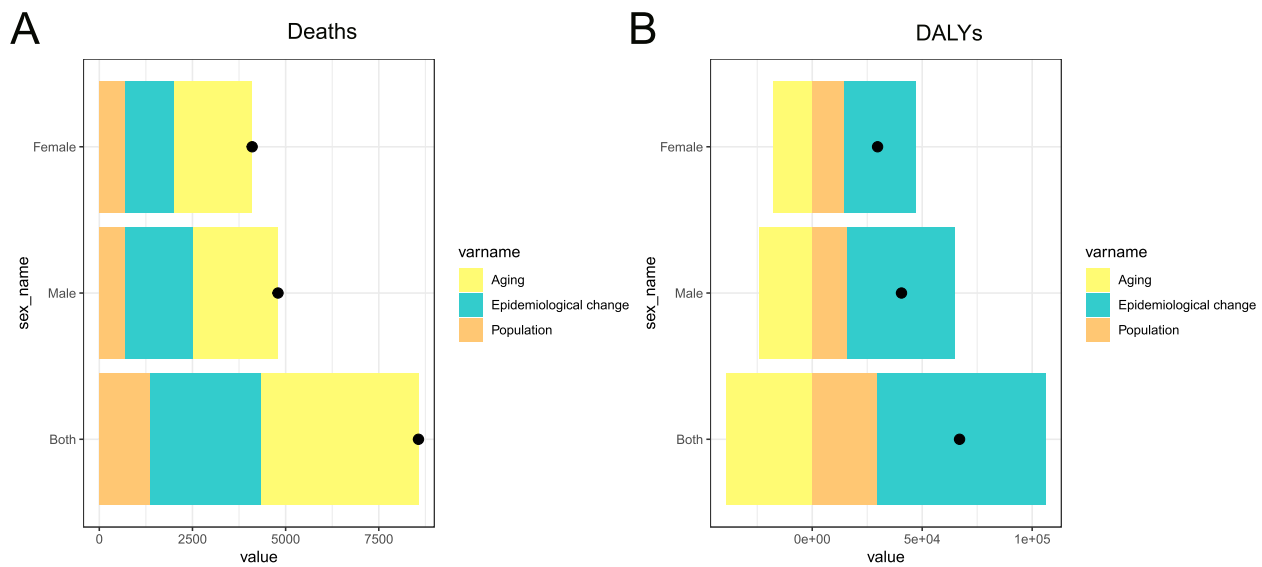 A
Deaths
Female
Male
Both
sex_name
0
2500
5000
7500
value
varname
Aging
Epidemiological change
Population
B
DALYs
Female
Male
Both
sex_name
0e+00
5e+04
1e+05
value
varname
Aging
Epidemiological change
Population